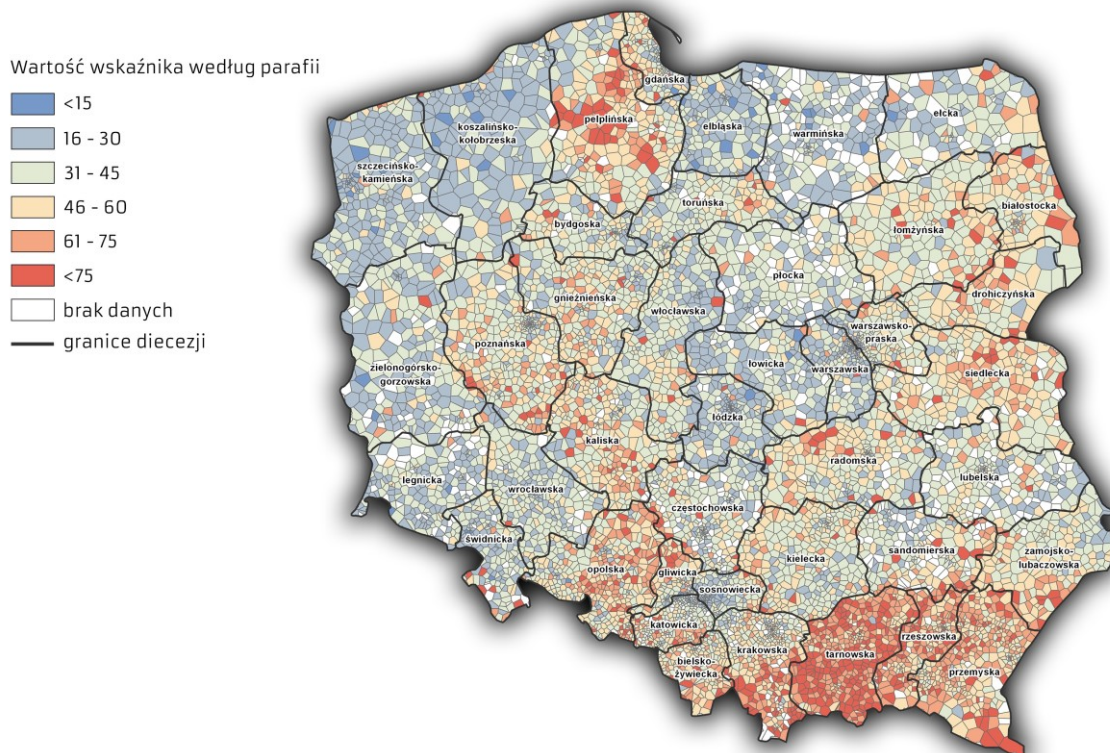 Wartość wskaźnika według parafii
<15
16 - 30
31 - 45
46 - 60
61 - 75
<75
brak danych
granice diecezji
gdańska
koszalińsko-
kołobrzeska
pelplińska
elbląska
warmińska
ełcka
szczecińsko-
kamieńska
toruńska
bydgoska
łomżyńska
białostocka
płocka
drohiczyńska
gnieźnieńska
włocławska
warszawsko-
praska
poznańska
zielonogórsko-
gorzowska
łowicka
warszawska
siedlecka
łódzka
kaliska
radomska
legnicka
wrocławska
lubelska
częstochowska
świdnicka
kielecka
sandomierska
zamojsko-
lubaczowska
opolska
gliwicka
sosnowiecka
katowicka
krakowska
tarnowska
rzeszowska
bielsko-
żywiecka
przemyska